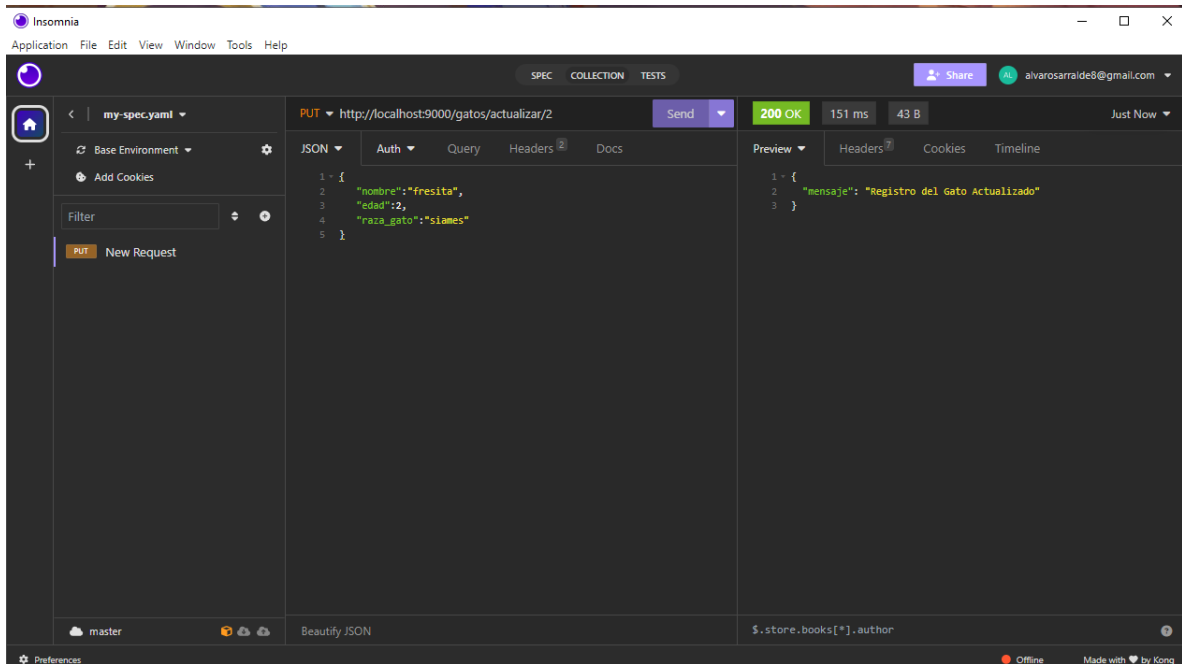 Insomnia
Application File Edit View Window Tools Help
SPEC COLLECTION TESTS
Share
AL
alvarosarralde8@gmail.com
my-spec.yaml
PUT http://localhost:9000/gatos/actualizar/2
Send
200 OK
151 ms
43 B
Just Now
Base Environment
Add Cookies
Filter
PUT New Request
JSON Auth Query Headers 2 Docs
1 {
2 "nombre":"fresita",
3 "edad":2,
4 "raza_gato":"siames"
5 }
Preview Headers 7 Cookies Timeline
1 {
2 "mensaje": "Registro del Gato Actualizado"
3 }
master
Beautify JSON
$.store.books[*].author
Preferences
Offline
Made with ♥ by Kong